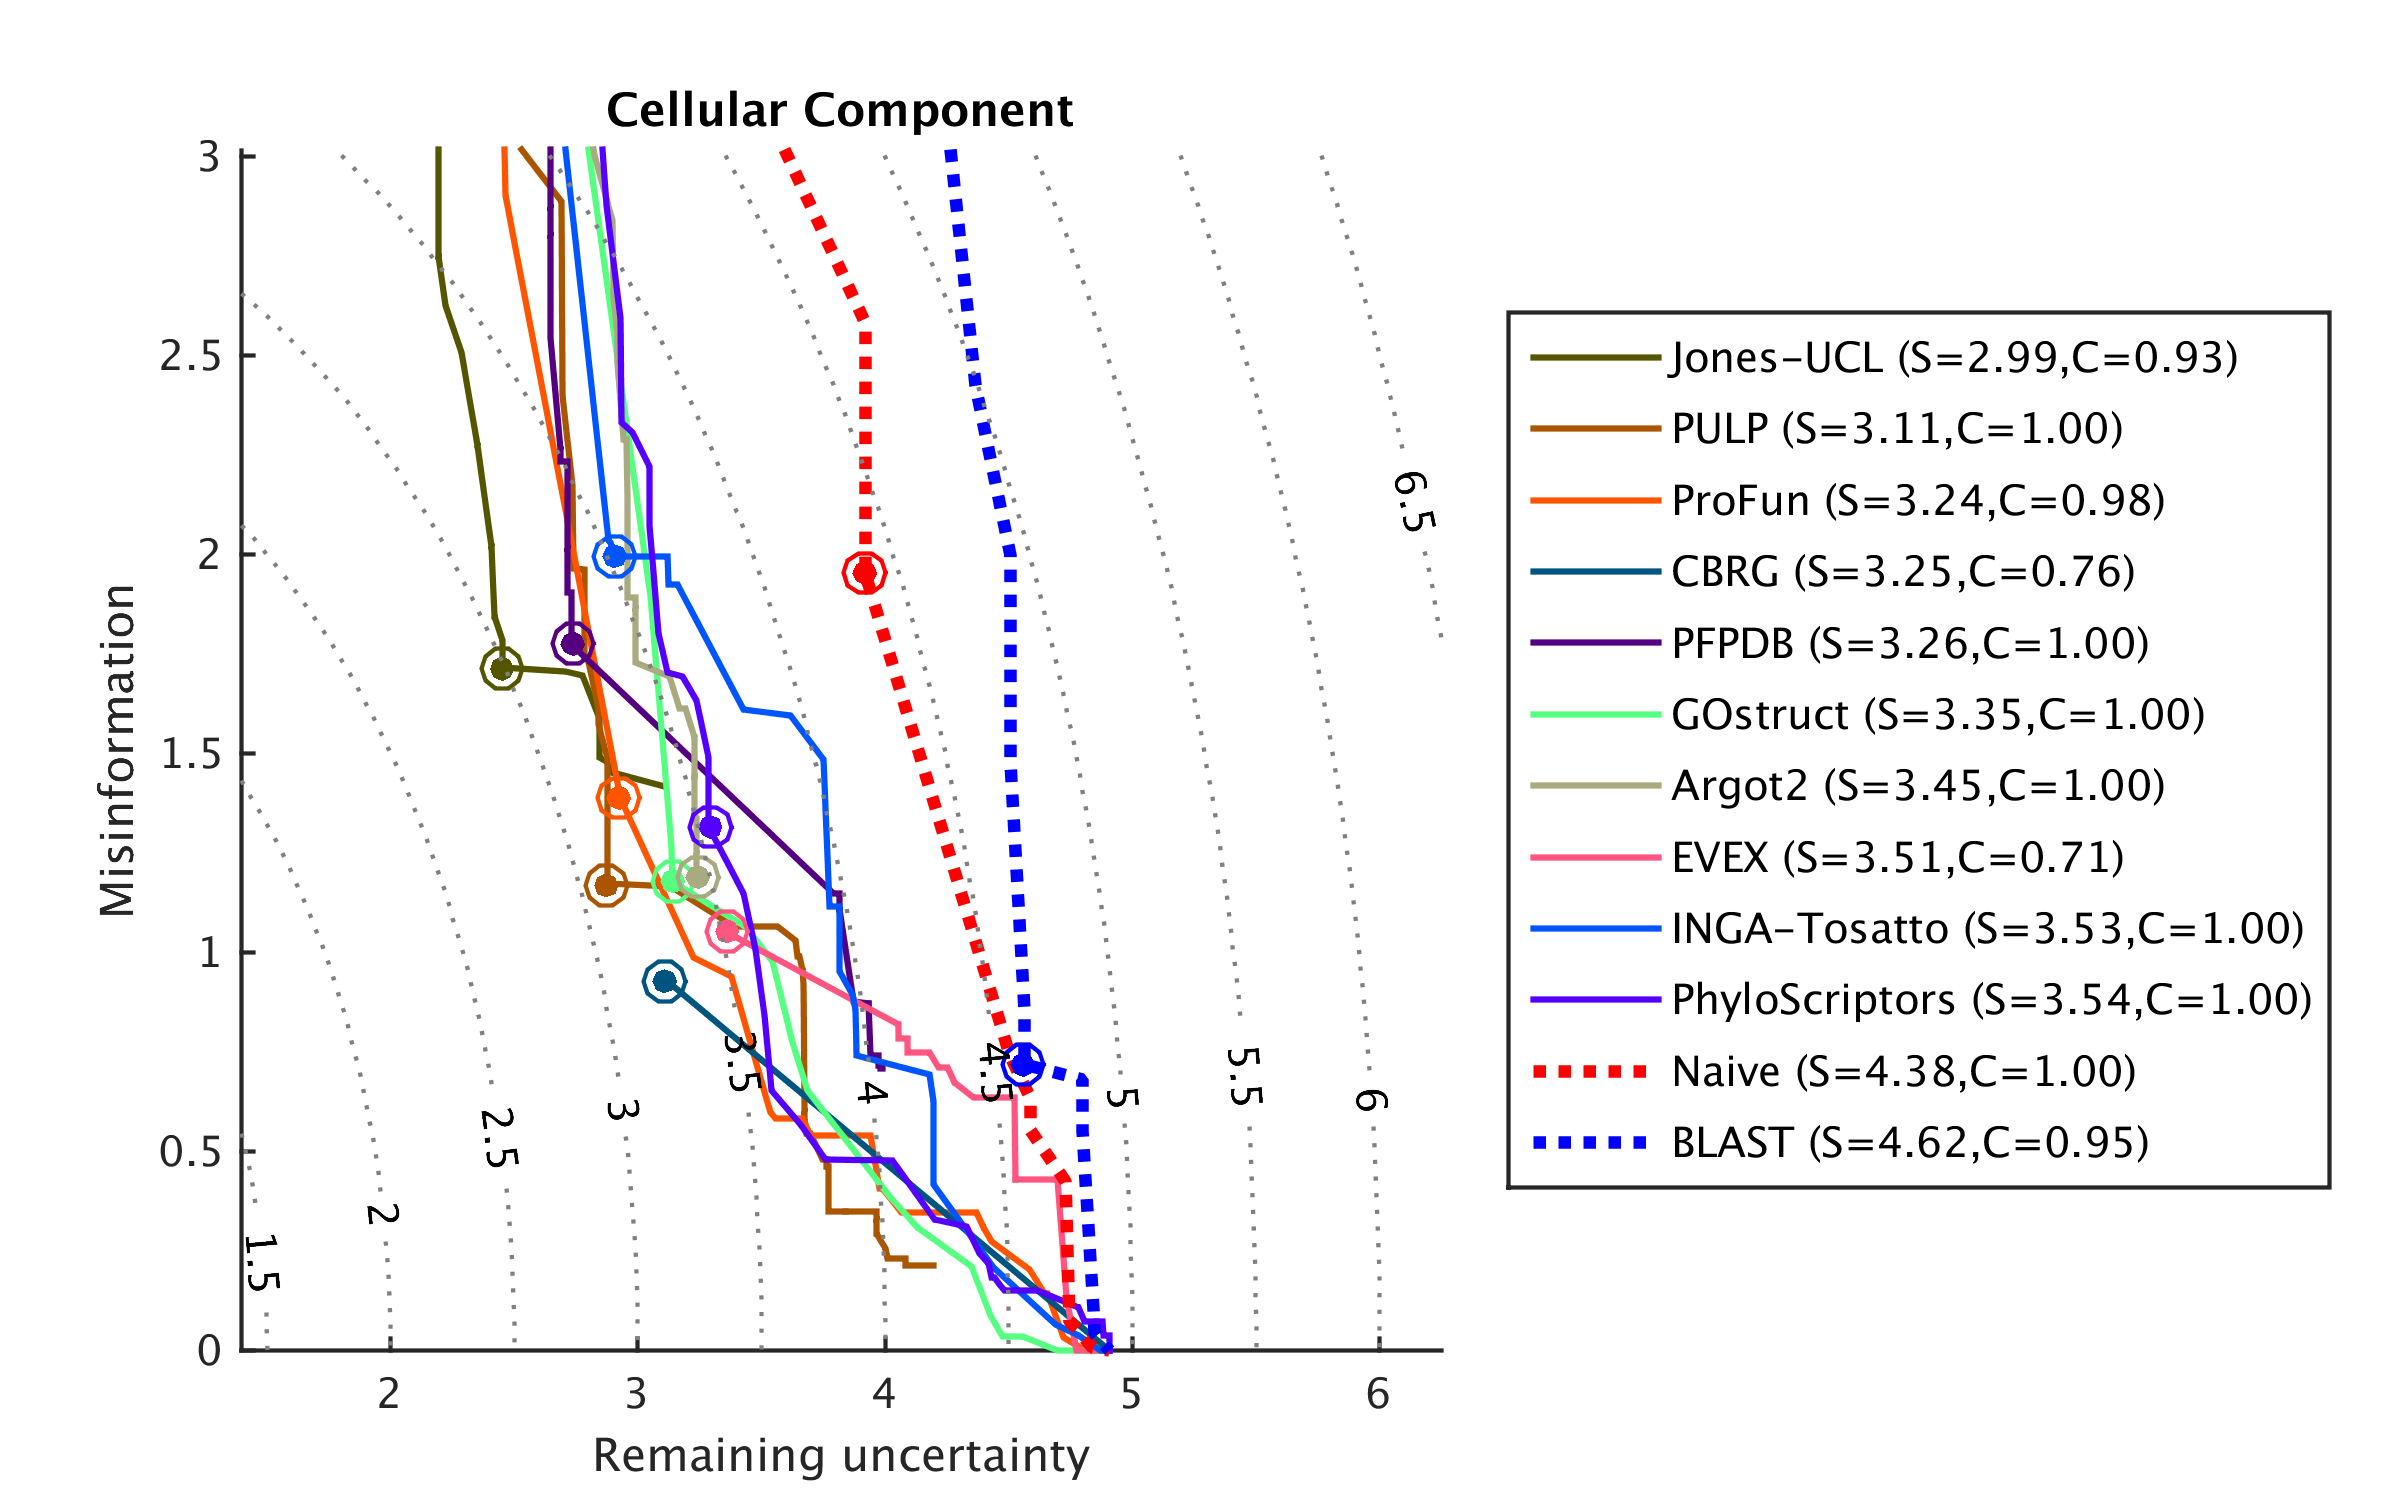 Cellular Component
3
2.5
2
1.5
1
0.5
0
Misinformation
2
3
4
5
6
Remaining uncertainty
1.5
2
2.5
3
3.5
4
4.5
5
5.5
6
6.5
Jones-UCL (S=2.99,C=0.93)
PULP (S=3.11,C=1.00)
ProFun (S=3.24,C=0.98)
CBRG (S=3.25,C=0.76)
PFPDB (S=3.26,C=1.00)
GOstruct (S=3.35,C=1.00)
Argot2 (S=3.45,C=1.00)
EVEX (S=3.51,C=0.71)
INGA-Tosatto (S=3.53,C=1.00)
PhyloScriptors (S=3.54,C=1.00)
Naive (S=4.38,C=1.00)
BLAST (S=4.62,C=0.95)